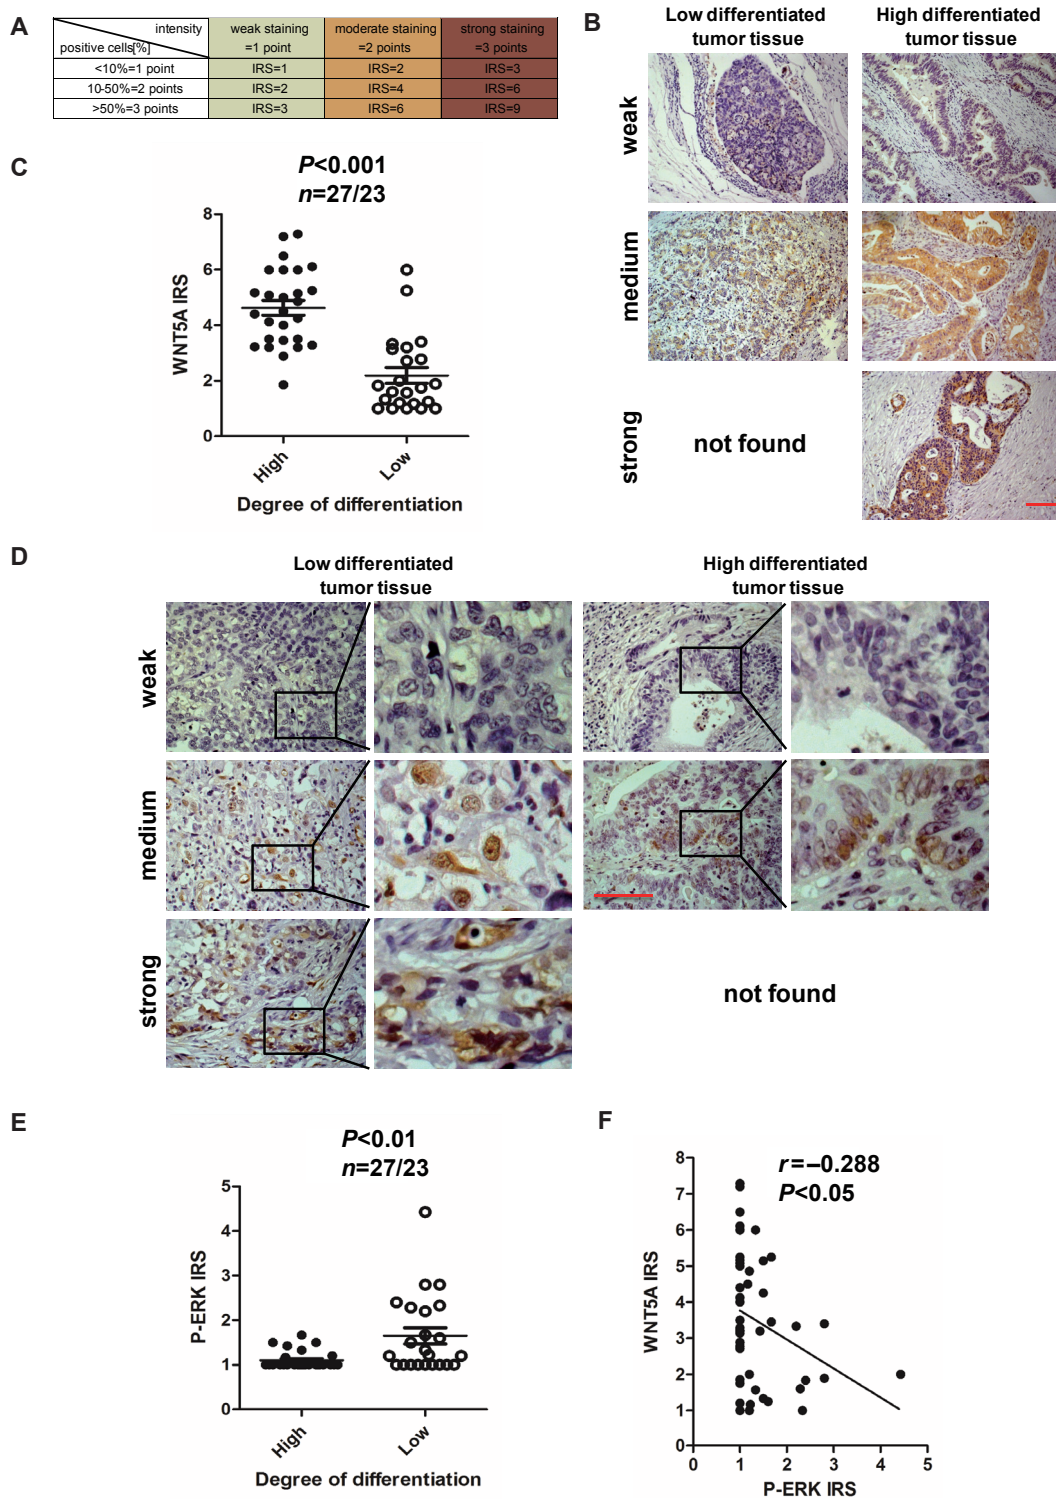 A
intensity
positive cells[%]
weak staining
=1 point
moderate staining
=2 points
strong staining
=3 points
<10%=1 point
IRS=1
IRS=2
IRS=3
10-50%=2 points
IRS=2
IRS=4
IRS=6
>50%=3 points
IRS=3
IRS=6
IRS=9
B
Low differentiated
tumor tissue
High differentiated
tumor tissue
weak
medium
strong
not found
C
P<0.001
n=27/23
8
6
4
2
0
WNT5A IRS
High
Low
Degree of differentiation
D
Low differentiated
tumor tissue
High differentiated
tumor tissue
weak
medium
strong
not found
E
P<0.01
n=27/23
5
4
3
2
1
0
P-ERK IRS
High
Low
Degree of differentiation
F
r=–0.288
P<0.05
8
7
6
5
4
3
2
1
0
WNT5A IRS
0
1
2
3
4
5
P-ERK IRS